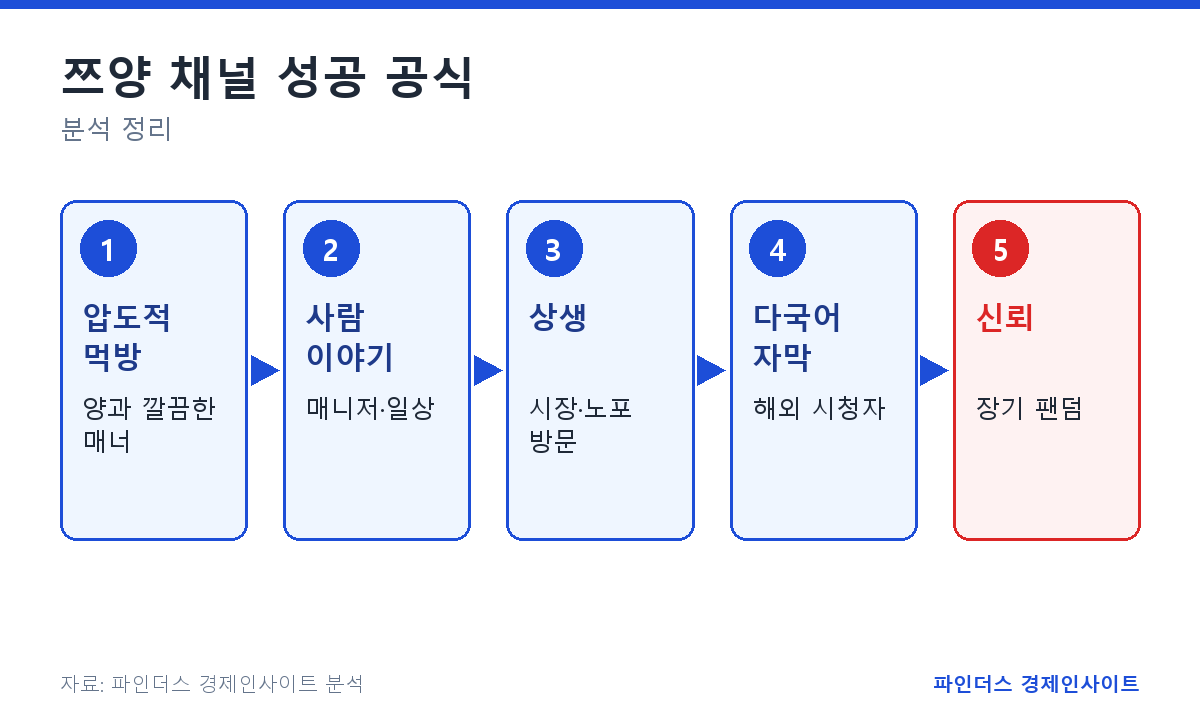 쯔양 채널 성공 공식
분석 정리
1
압도적
먹방
양과 깔끔한
매너
2
사람
이야기
매니저·일상
3
상생
시장·노포
방문
4
다국어
자막
해외 시청자
5
신뢰
장기 팬덤
자료: 파인더스 경제인사이트 분석
파인더스 경제인사이트